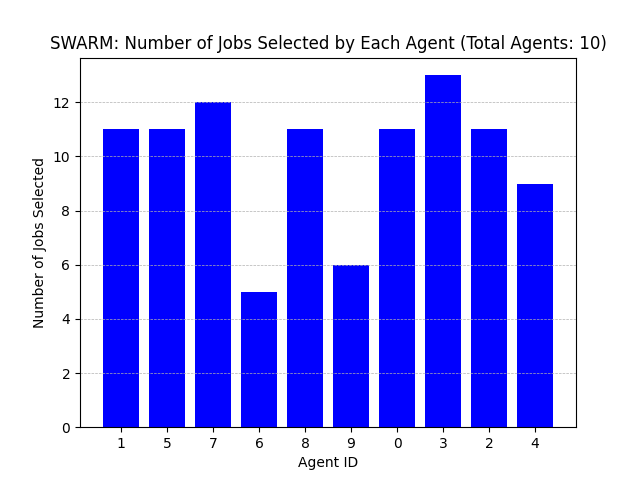 SWARM: Number of Jobs Selected by Each Agent (Total Agents: 10)
Number of Jobs Selected
12
10
8
6
4
2
0
1 5 7 6 8 9 0 3 2 4
Agent ID